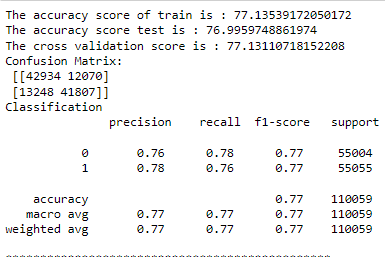 The accuracy score of train is : 77.13539172050172
The accuracy score test is : 76.9959748861974
The cross validation score is : 77.13110718152208
Confusion Matrix:
[[42934 12070]
[13248 41807]]
Classification
precision recall f1-score support
0 0.76 0.78 0.77 55004
1 0.78 0.76 0.77 55055
accuracy 0.77 110059
macro avg 0.77 0.77 0.77 110059
weighted avg 0.77 0.77 0.77 110059
***********************************************